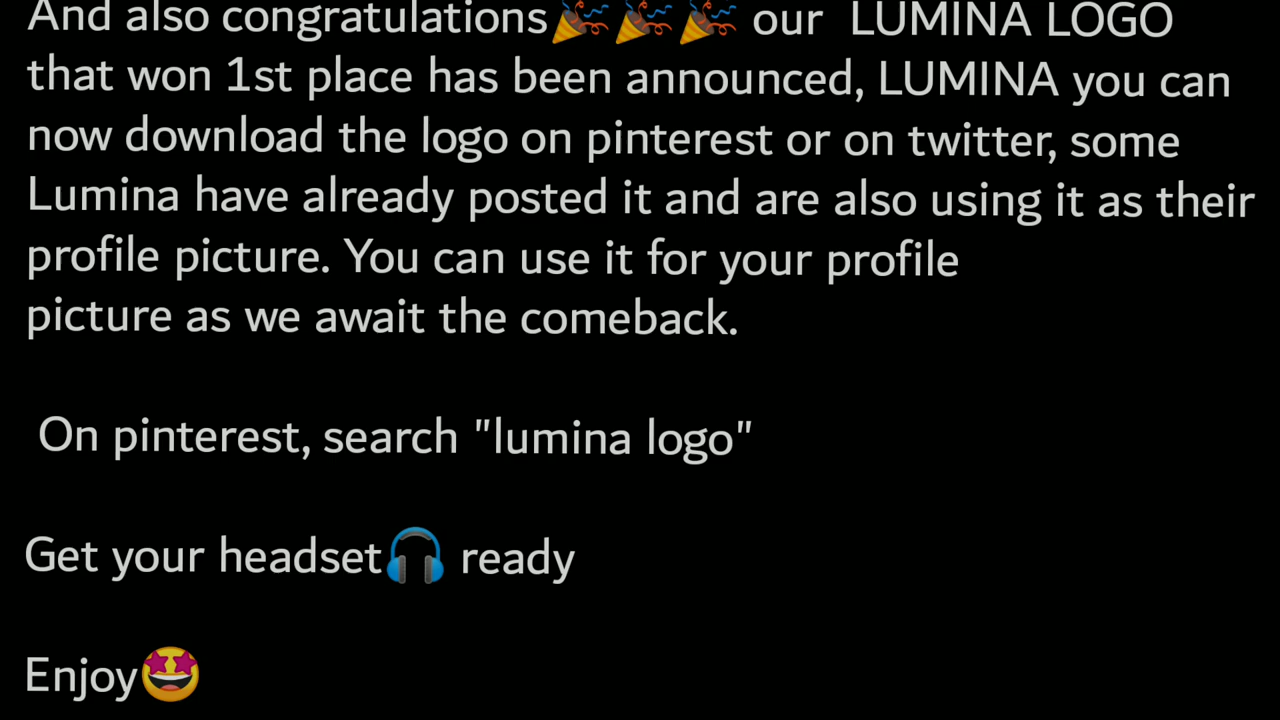 And also congratulations🎉🎉🎉 our LUMINA LOGO
that won 1st place has been announced, LUMINA you can
now download the logo on pinterest or on twitter, some
Lumina have already posted it and are also using it as their
profile picture. You can use it for your profile
picture as we await the comeback.
On pinterest, search "lumina logo"
Get your headset🎧 ready
Enjoy🤩